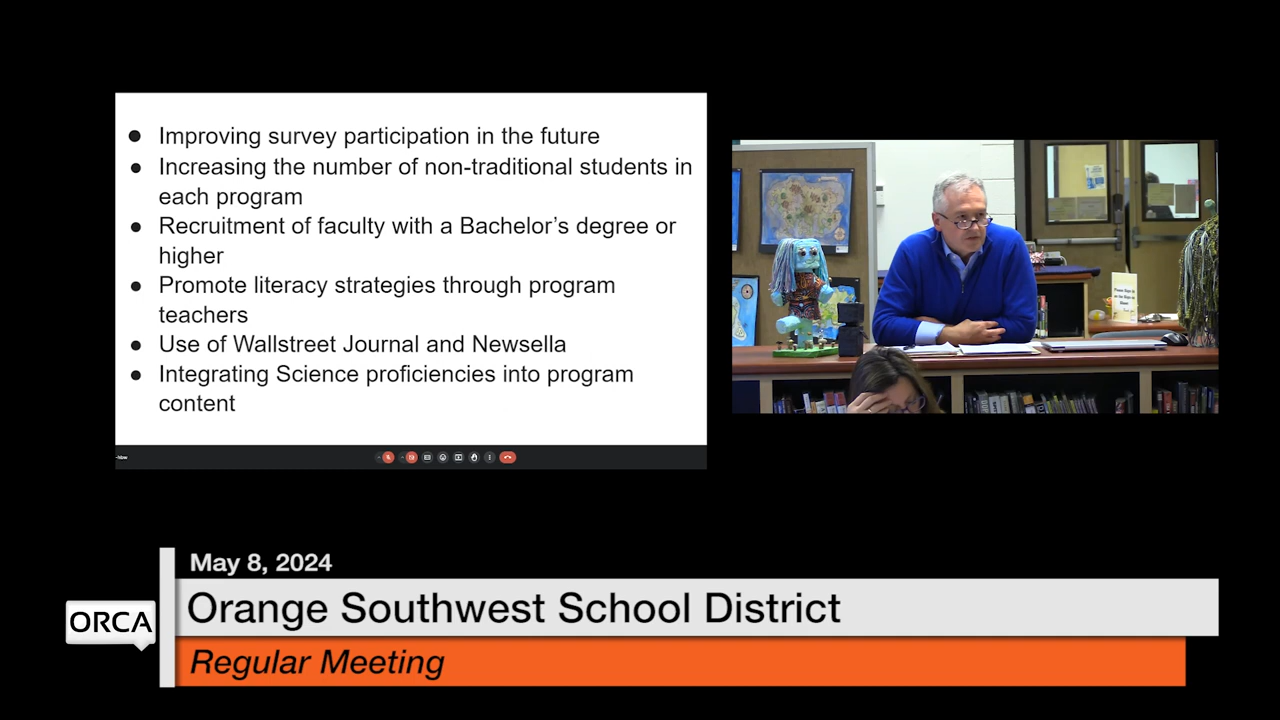 ● Improving survey participation in the future
● Increasing the number of non-traditional students in
each program
● Recruitment of faculty with a Bachelor's degree or
higher
● Promote literacy strategies through program
teachers
● Use of Wallstreet Journal and Newsella
● Integrating Science proficiencies into program
content
May 8, 2024
Orange Southwest School District
ORCA
Regular Meeting